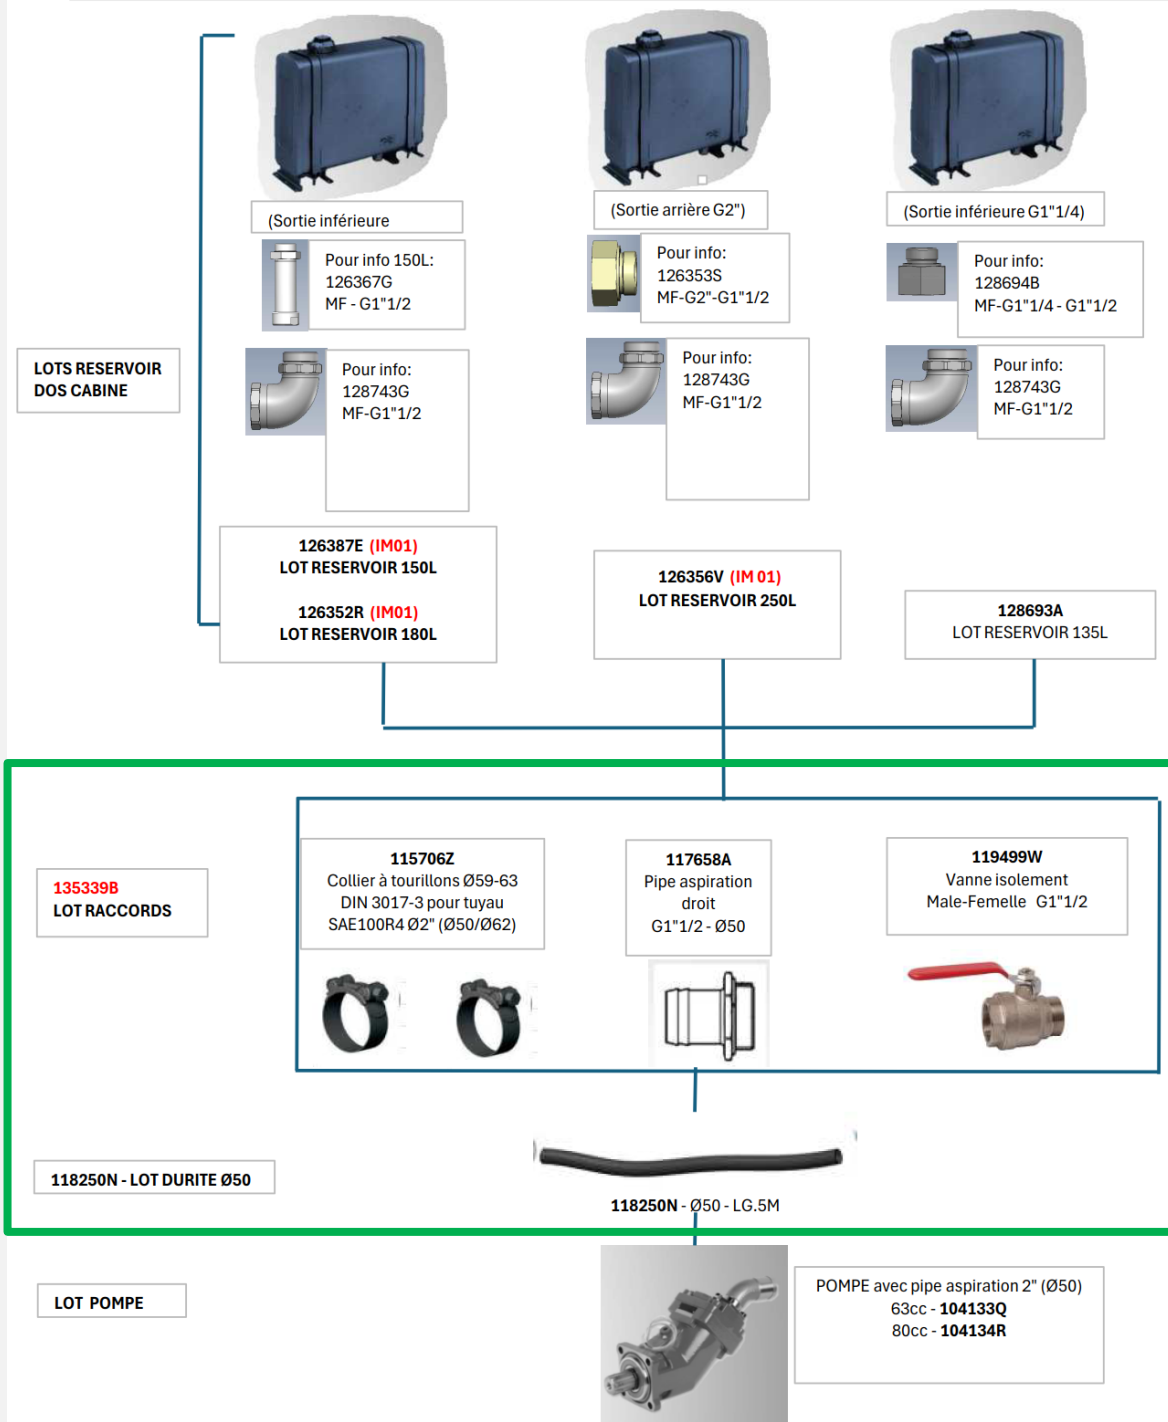 (Sortie inférieure
(Sortie arrière G2")
(Sortie inférieure G1"1/4)
Pour info 150L:
126367G
MF - G1"1/2
Pour info:
126353S
MF-G2"-G1"1/2
Pour info:
128694B
MF-G1"1/4 - G1"1/2
LOTS RESERVOIR
DOS CABINE
Pour info:
128743G
MF-G1"1/2
Pour info:
128743G
MF-G1"1/2
Pour info:
128743G
MF-G1"1/2
126387E (IM01)
LOT RESERVOIR 150L
126352R (IM01)
LOT RESERVOIR 180L
126356V (IM 01)
LOT RESERVOIR 250L
128693A
LOT RESERVOIR 135L
135339B
LOT RACCORDS
115706Z
Collier à tourillons Ø59-63
DIN 3017-3 pour tuyau
SAE100R4 Ø2" (Ø50/Ø62)
117658A
Pipe aspiration
droit
G1"1/2 - Ø50
119499W
Vanne isolement
Male-Femelle G1"1/2
118250N - LOT DURITE Ø50
118250N - Ø50 - LG.5M
LOT POMPE
POMPE avec pipe aspiration 2" (Ø50)
63cc - 104133Q
80cc - 104134R